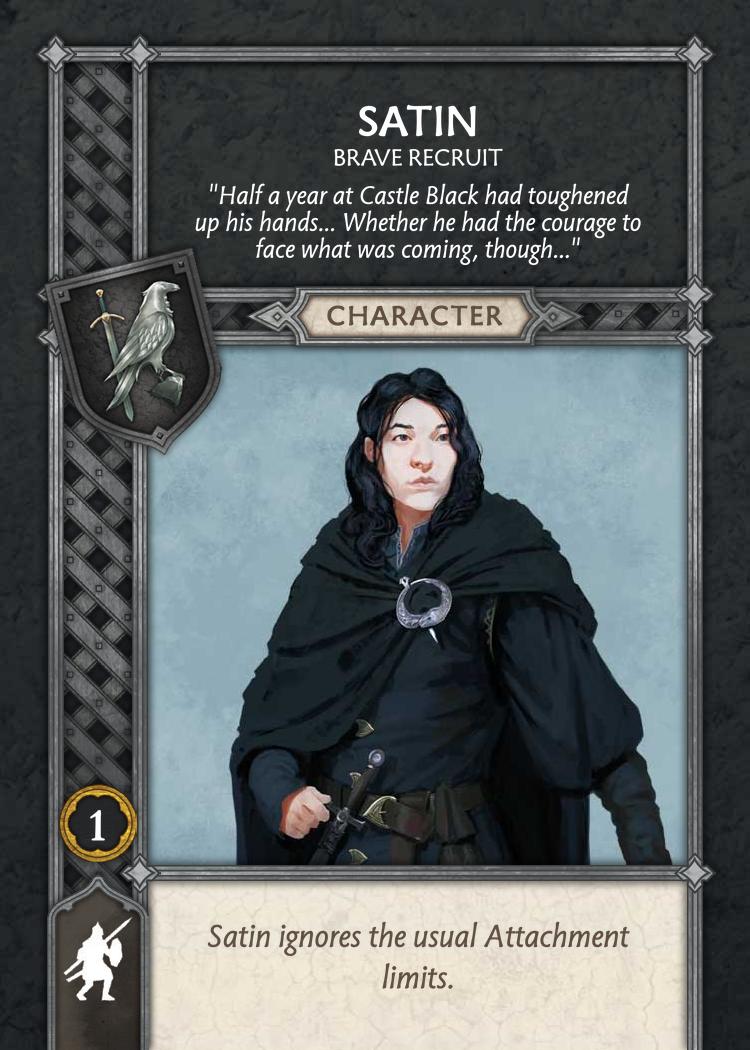 SATIN
BRAVE RECRUIT
"Half a year at Castle Black had toughened
up his hands... Whether he had the courage to
face what was coming, though..."
CHARACTER
1
Satin ignores the usual Attachment
limits.